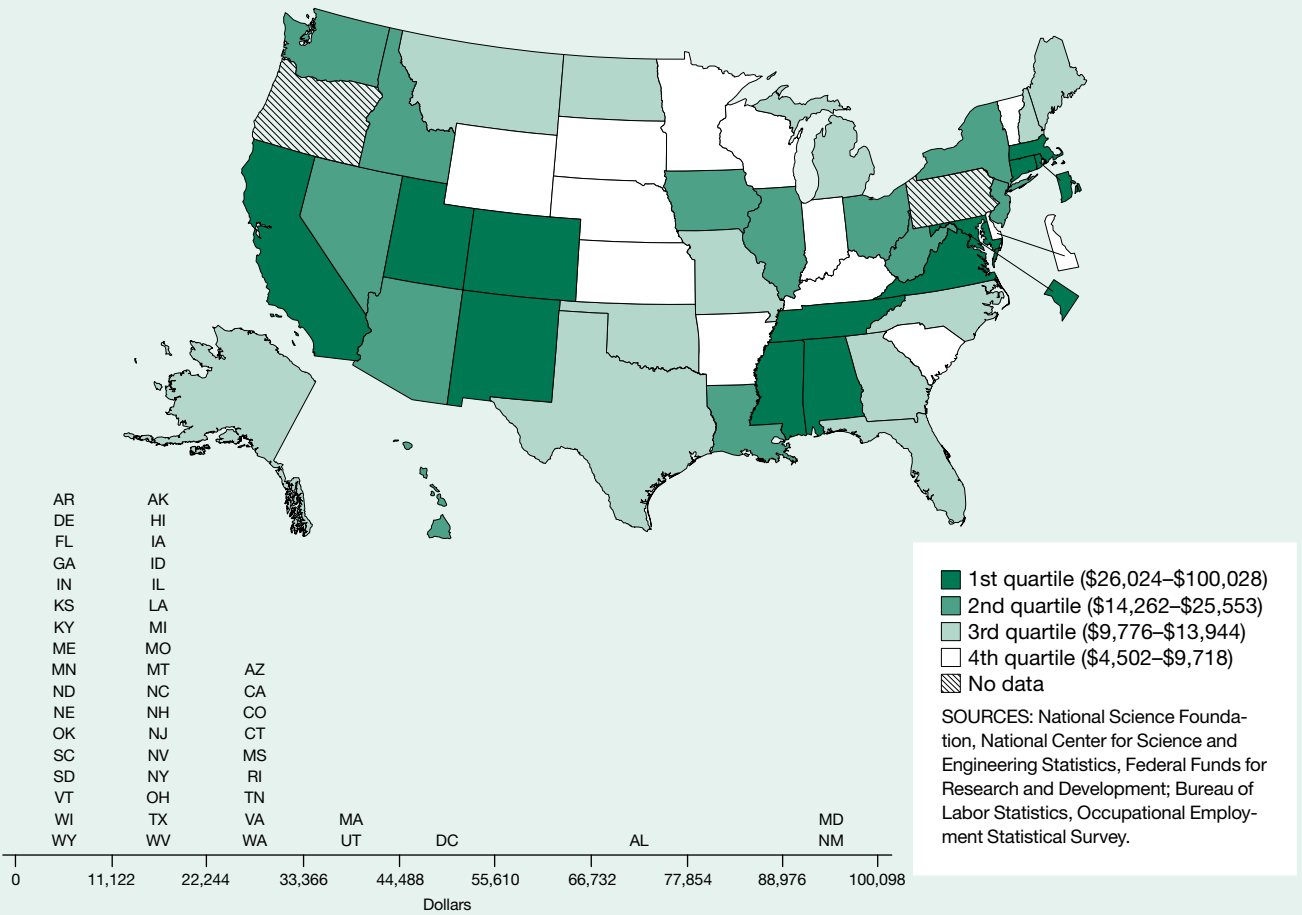 AR AK
DE HI
FL IA
GA ID
IN IL
KS LA
KY MI
ME MO
MN MT AZ
ND NC CA
NE NH CO
OK NJ CT
SC NV MS
SD NY RI
VT OH TN
WI TX VA MA MD
WY WV WA UT DC AL NM
0 11,122 22,244 33,366 44,488 55,610 66,732 77,854 88,976 100,098
Dollars
1st quartile ($26,024–$100,028)
2nd quartile ($14,262–$25,553)
3rd quartile ($9,776–$13,944)
4th quartile ($4,502–$9,718)
No data
SOURCES: National Science Founda-
tion, National Center for Science and
Engineering Statistics, Federal Funds for
Research and Development; Bureau of
Labor Statistics, Occupational Employ-
ment Statistical Survey.